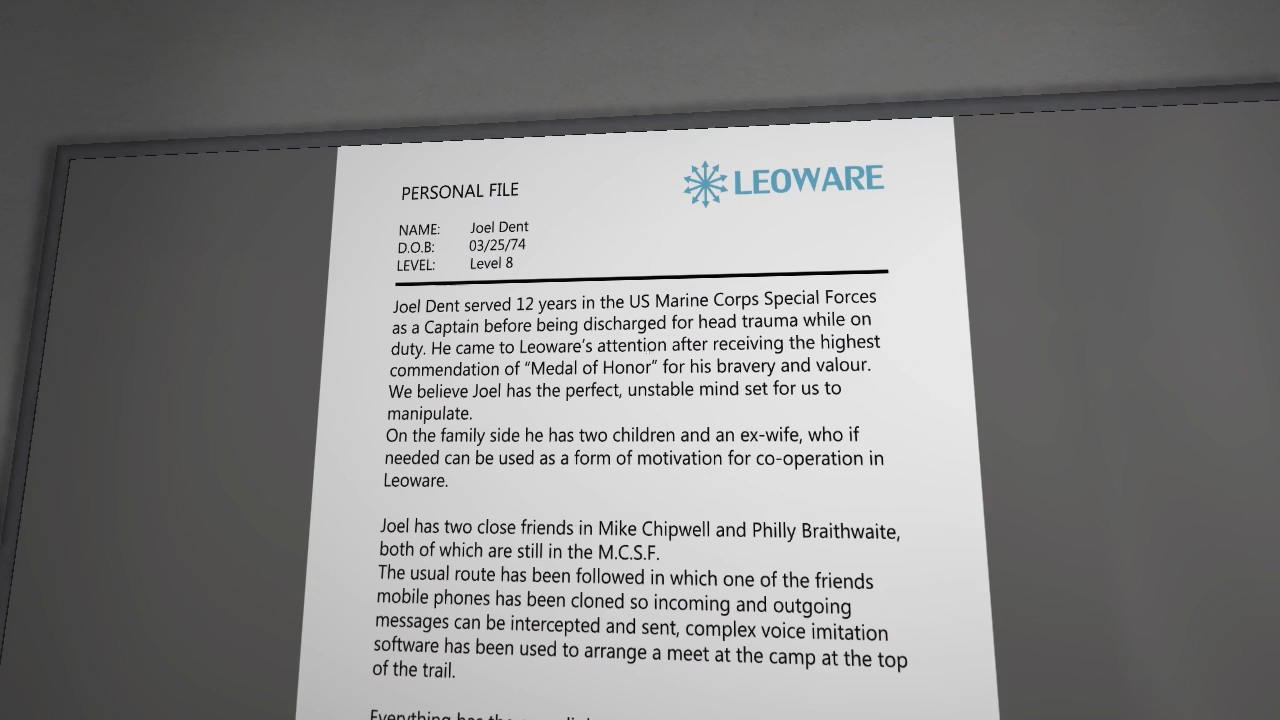 PERSONAL FILE
LEOWARE
NAME: Joel Dent
D.O.B: 03/25/74
LEVEL: Level 8
Joel Dent served 12 years in the US Marine Corps Special Forces
as a Captain before being discharged for head trauma while on
duty. He came to Leoware's attention after receiving the highest
commendation of “Medal of Honor” for his bravery and valour.
We believe Joel has the perfect, unstable mind set for us to
manipulate.
On the family side he has two children and an ex-wife, who if
needed can be used as a form of motivation for co-operation in
Leoware.
Joel has two close friends in Mike Chipwell and Philly Braithwaite,
both of which are still in the M.C.S.F.
The usual route has been followed in which one of the friends
mobile phones has been cloned so incoming and outgoing
messages can be intercepted and sent, complex voice imitation
software has been used to arrange a meet at the camp at the top
of the trail.
Everything has the